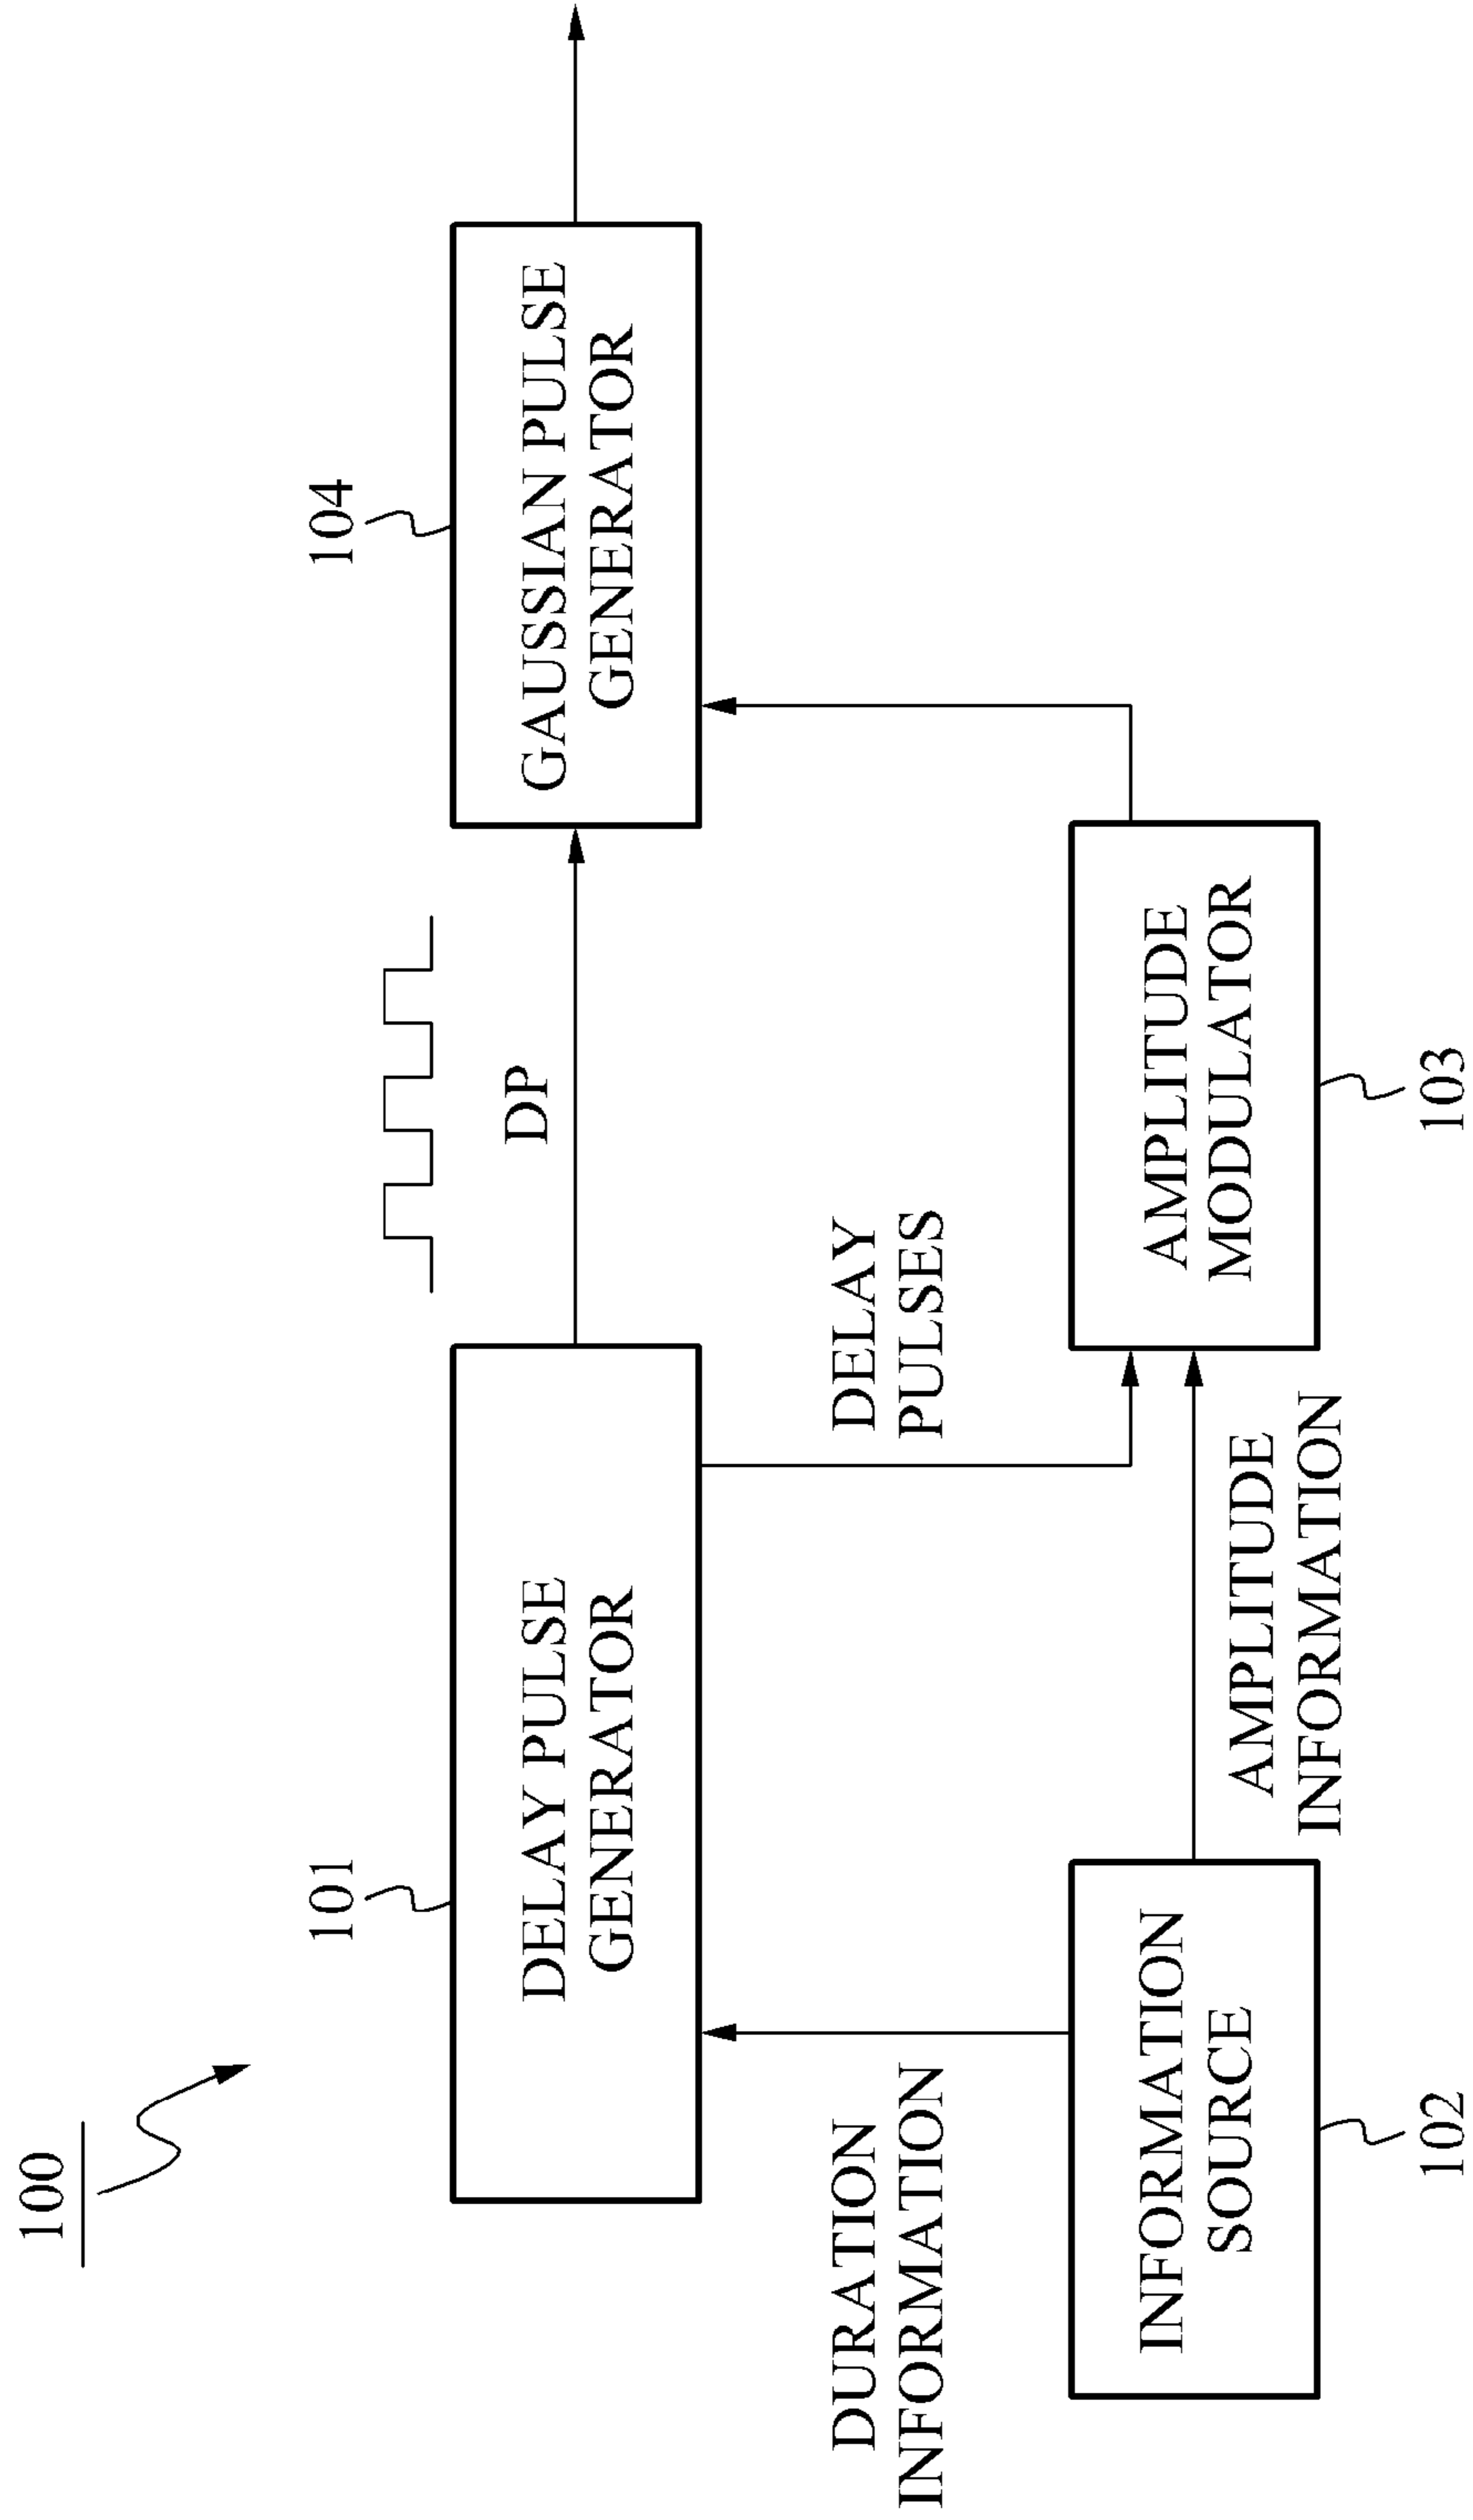 100
101
DELAY PULSE
GENERATOR
DP
104
GAUSSIAN PULSE
GENERATOR
DURATION
INFORMATION
DELAY
PULSES
INFORMATION
SOURCE
102
AMPLITUDE
INFORMATION
AMPLITUDE
MODULATOR
103